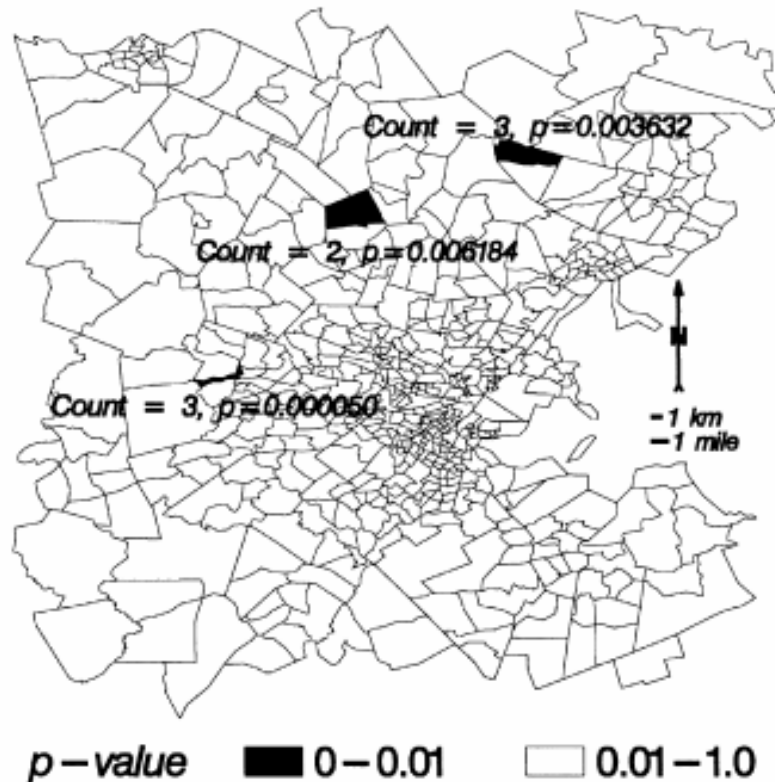 Count = 3, p=0.003632
Count = 2, p=0.006184
N
Count = 3, p=0.000050
-1 km
-1 mile
p-value 0-0.01 0.01-1.0